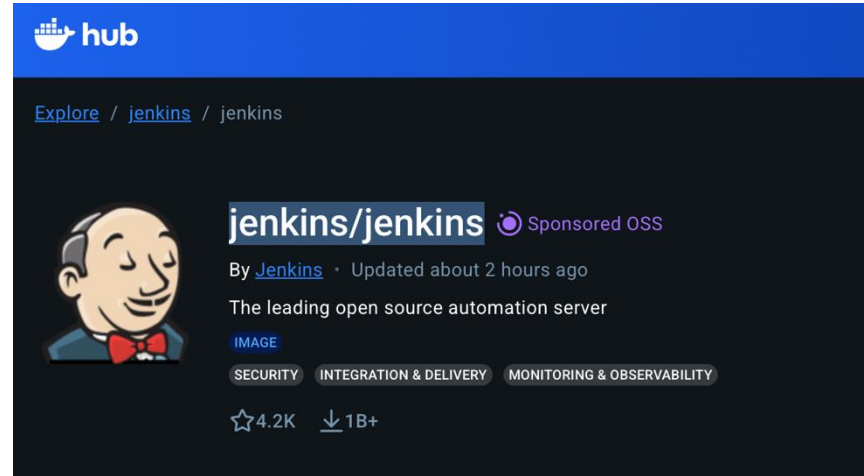 hub
Explore / jenkins / jenkins
jenkins/jenkins Sponsored OSS
By Jenkins · Updated about 2 hours ago
The leading open source automation server
IMAGE
SECURITY INTEGRATION & DELIVERY MONITORING & OBSERVABILITY
4.2K 1B+